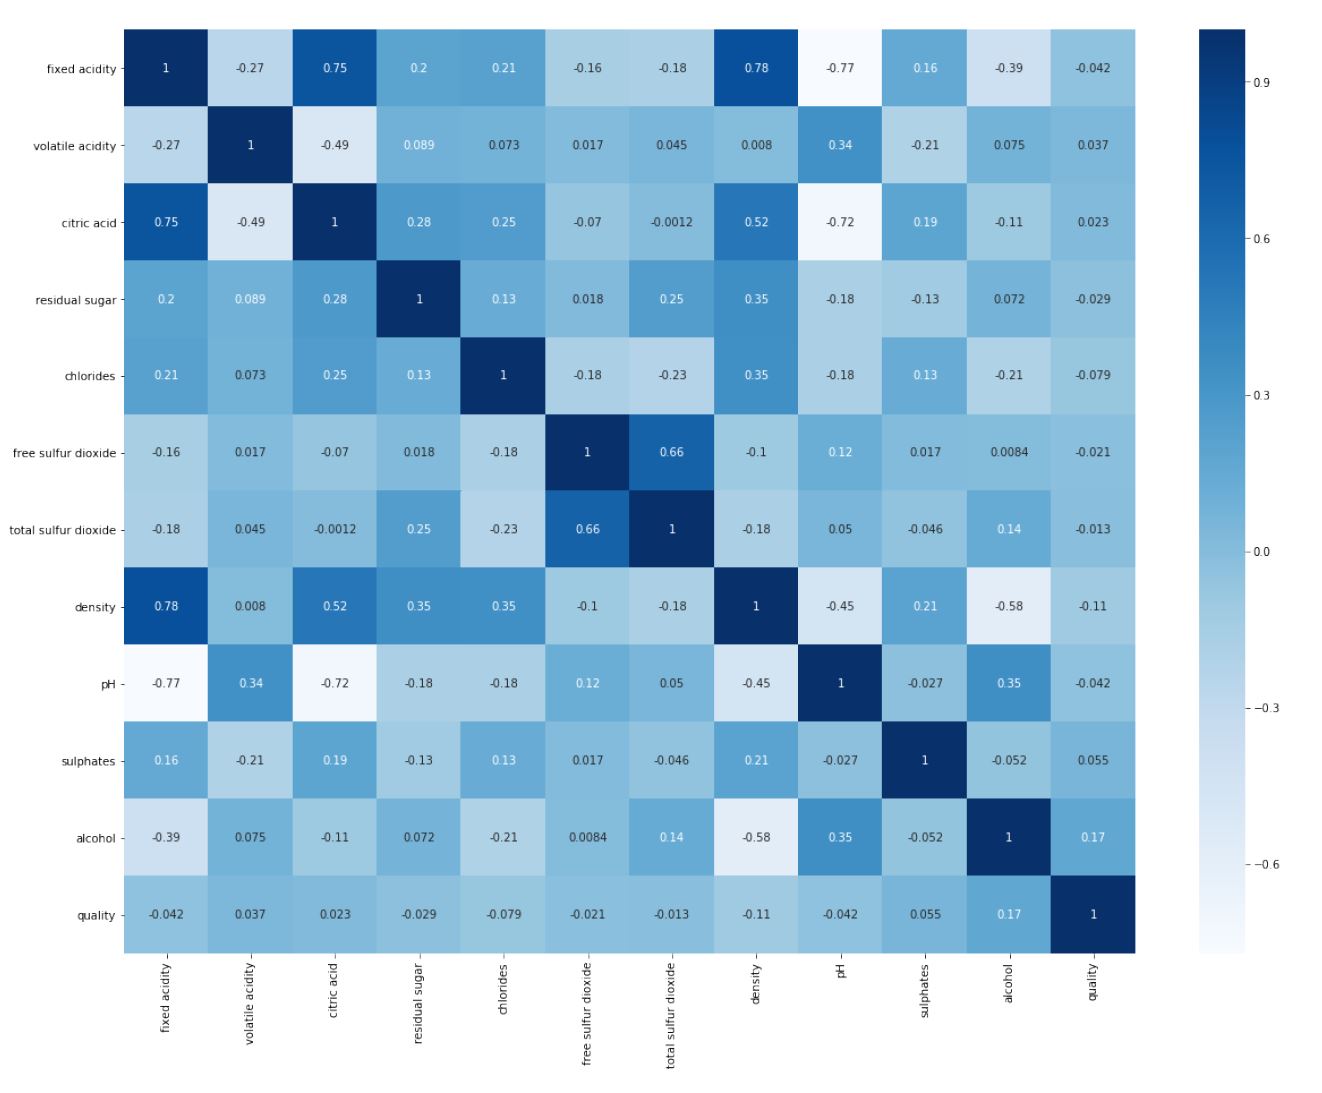 fixed acidity 1 -0.27 0.75 0.2 0.21 -0.16 -0.18 0.78 -0.77 0.16 -0.39 -0.042
volatile acidity -0.27 1 -0.49 0.089 0.073 0.017 0.045 0.008 0.34 -0.21 0.075 0.037
citric acid 0.75 -0.49 1 0.28 0.25 -0.07 -0.0012 0.52 -0.72 0.19 -0.11 0.023
residual sugar 0.2 0.089 0.28 1 0.13 0.018 0.25 0.35 -0.18 -0.13 0.072 -0.029
chlorides 0.21 0.073 0.25 0.13 1 -0.18 -0.23 0.35 -0.18 0.13 -0.21 -0.079
free sulfur dioxide -0.16 0.017 -0.07 0.018 -0.18 1 0.66 -0.1 0.12 0.017 0.0084 -0.021
total sulfur dioxide -0.18 0.045 -0.0012 0.25 -0.23 0.66 1 -0.18 0.05 -0.046 0.14 -0.013
density 0.78 0.008 0.52 0.35 0.35 -0.1 -0.18 1 -0.45 0.21 -0.58 -0.11
pH -0.77 0.34 -0.72 -0.18 -0.18 0.12 0.05 -0.45 1 -0.027 0.35 -0.042
sulphates 0.16 -0.21 0.19 -0.13 0.13 0.017 -0.046 0.21 -0.027 1 -0.052 0.055
alcohol -0.39 0.075 -0.11 0.072 -0.21 0.0084 0.14 -0.58 0.35 -0.052 1 0.17
quality -0.042 0.037 0.023 -0.029 -0.079 -0.021 -0.013 -0.11 -0.042 0.055 0.17 1
fixed acidity
volatile acidity
citric acid
residual sugar
chlorides
free sulfur dioxide
total sulfur dioxide
density
pH
sulphates
alcohol
quality
0.9
0.6
0.3
0.0
−0.3
−0.6